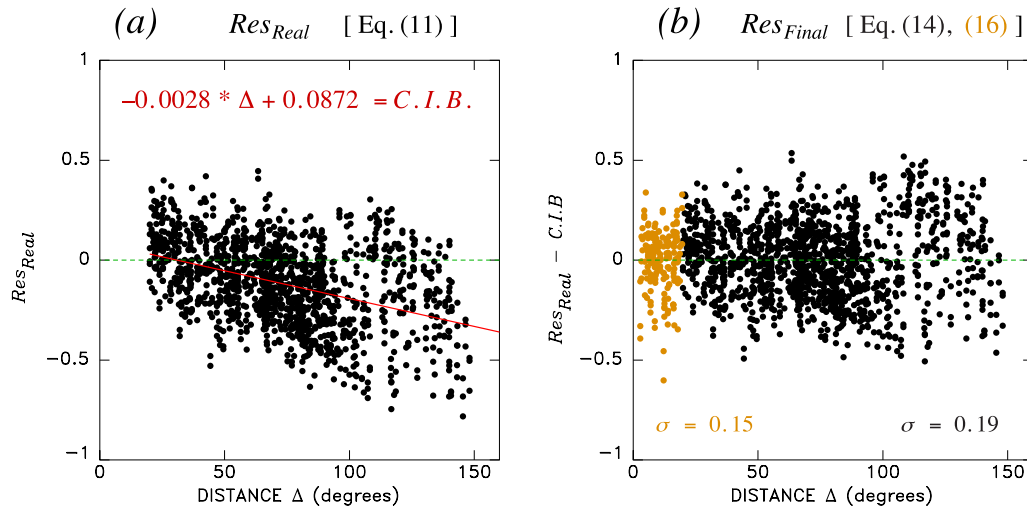 (a) Res_Real [ Eq. (11) ]
−0.0028 * Δ + 0.0872 = C.I.B.
Res_Real
1
0.5
0
−0.5
−1
0 50 100 150
DISTANCE Δ (degrees)
(b) Res_Final [ Eq. (14), (16) ]
Res_Real − C.I.B
1
0.5
0
−0.5
−1
σ = 0.15 σ = 0.19
0 50 100 150
DISTANCE Δ (degrees)